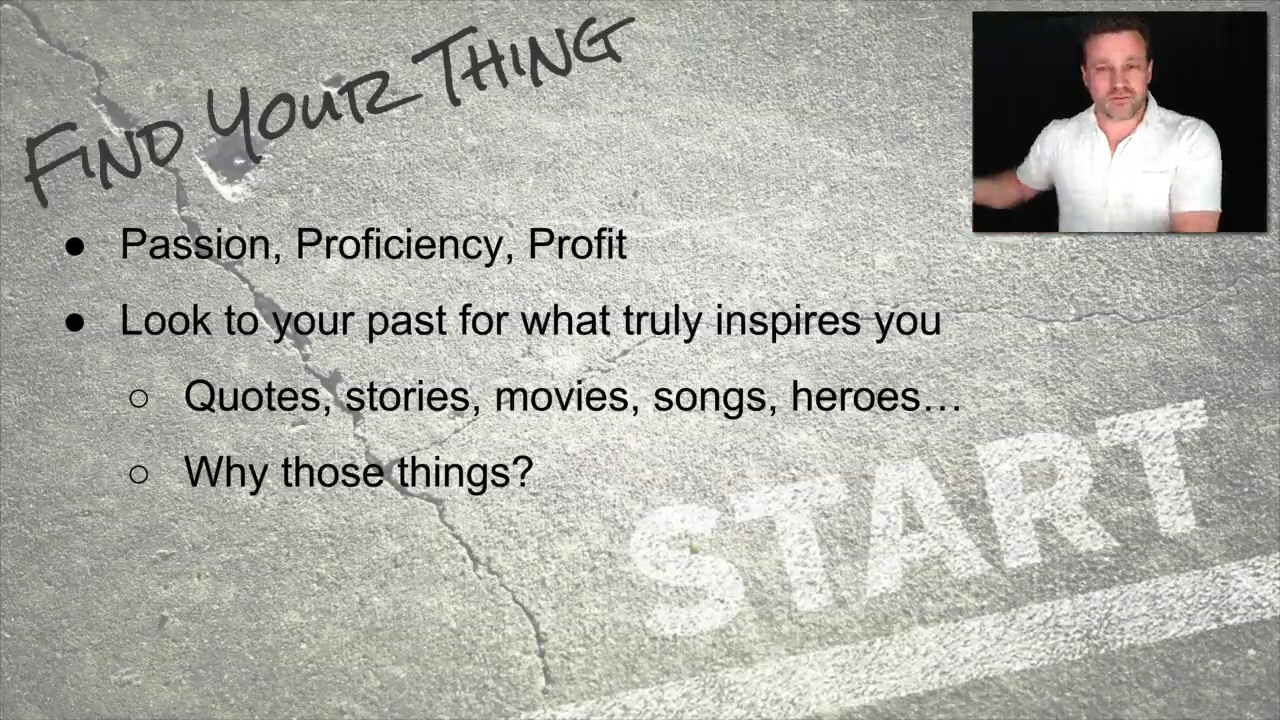 FIND YOUR THING
● Passion, Proficiency, Profit
● Look to your past for what truly inspires you
○ Quotes, stories, movies, songs, heroes…
○ Why those things?
START